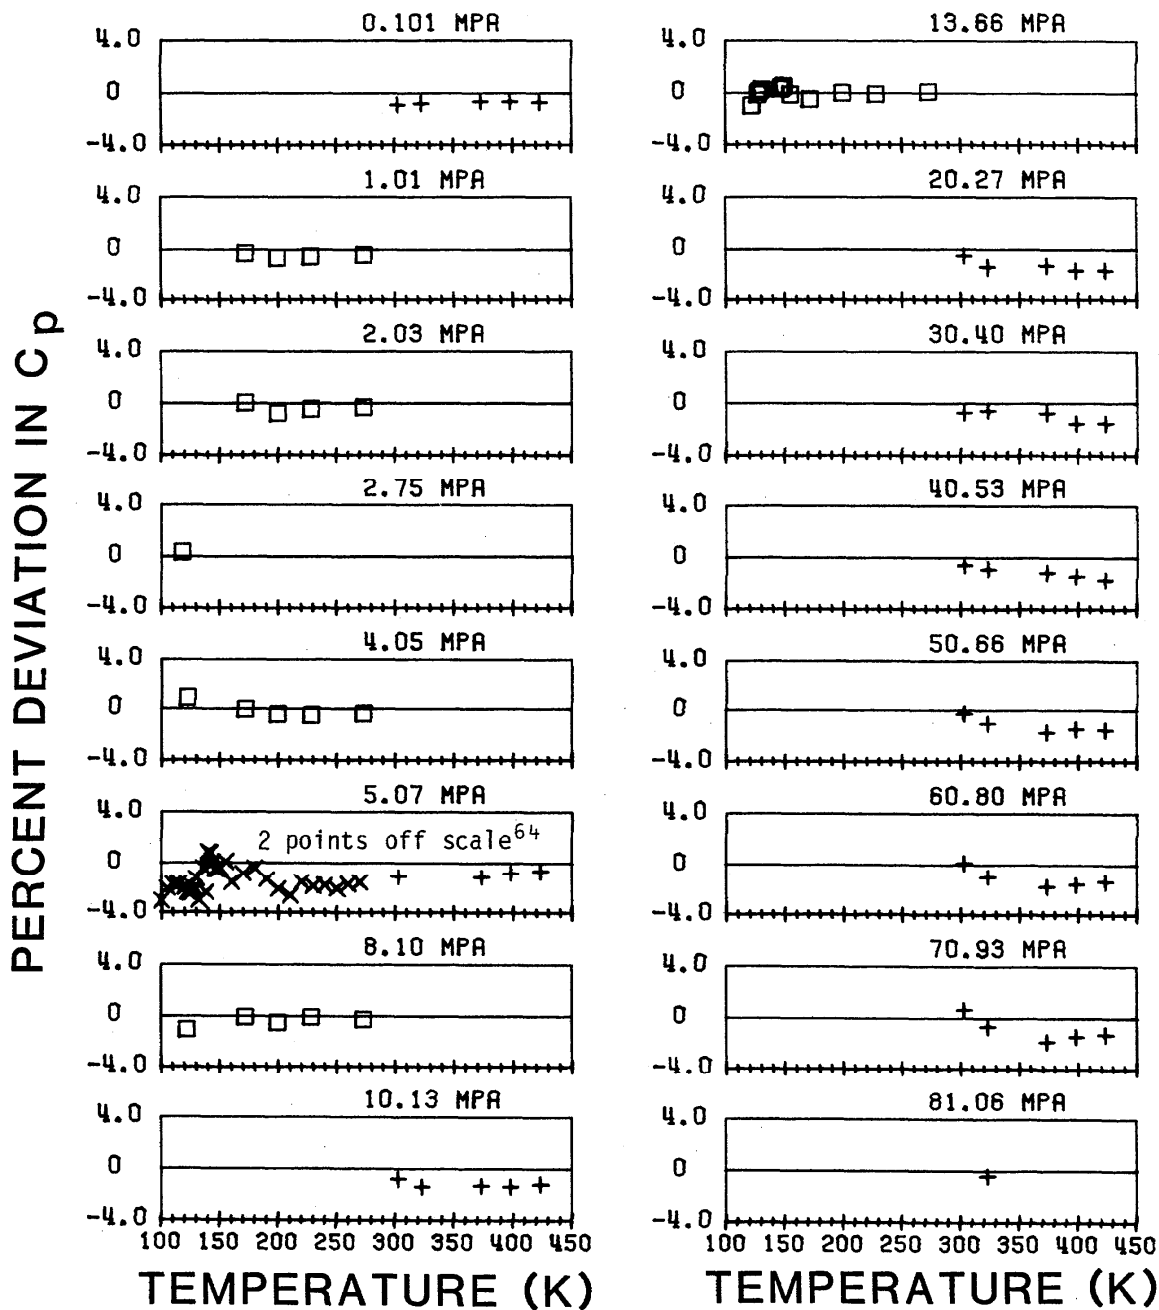 PERCENT DEVIATION IN Cp
0.101 MPA
4.0
0
-4.0
1.01 MPA
4.0
0
-4.0
2.03 MPA
4.0
0
-4.0
2.75 MPA
4.0
0
-4.0
4.05 MPA
4.0
0
-4.0
5.07 MPA
4.0
2 points off scale64
0
-4.0
8.10 MPA
4.0
0
-4.0
10.13 MPA
4.0
0
-4.0
100 150 200 250 300 350 400 450
TEMPERATURE (K)
13.66 MPA
4.0
0
-4.0
20.27 MPA
4.0
0
-4.0
30.40 MPA
4.0
0
-4.0
40.53 MPA
4.0
0
-4.0
50.66 MPA
4.0
0
-4.0
60.80 MPA
4.0
0
-4.0
70.93 MPA
4.0
0
-4.0
81.06 MPA
4.0
0
-4.0
100 150 200 250 300 350 400 450
TEMPERATURE (K)